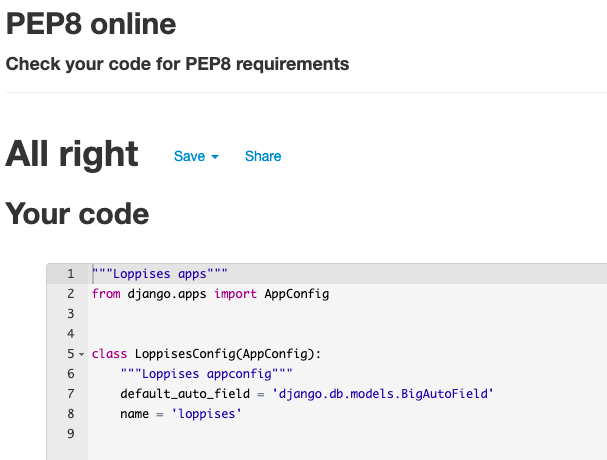 PEP8 online
Check your code for PEP8 requirements
All right Save Share
Your code
1 """Loppises apps"""
2 from django.apps import AppConfig
3
4
5 class LoppisesConfig(AppConfig):
6     """Loppises appconfig"""
7     default_auto_field = 'django.db.models.BigAutoField'
8     name = 'loppises'
9